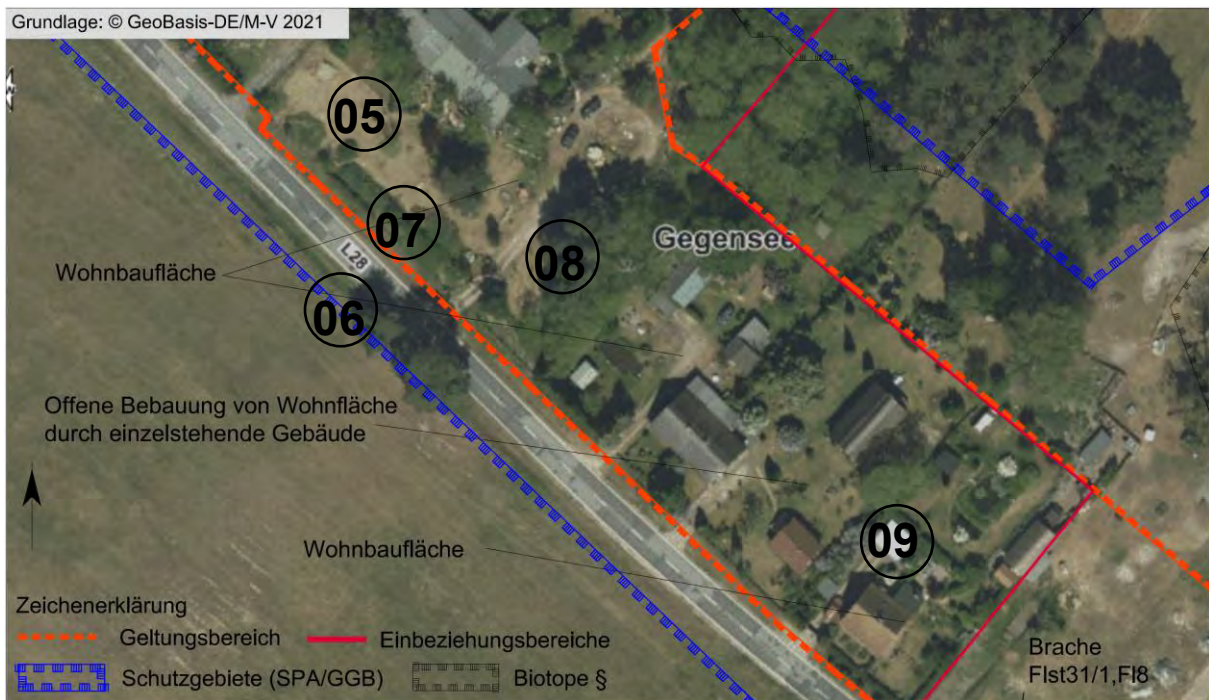 Grundlage: © GeoBasis-DE/M-V 2021
05
07
Gegensee
08
L28
Wohnbaufläche
06
Offene Bebauung von Wohnfläche
durch einzelstehende Gebäude
09
Wohnbaufläche
Zeichenerklärung
Geltungsbereich
Einbeziehungsbereiche
Schutzgebiete (SPA/GGB)
Biotope §
Brache
Flst31/1,Fl8